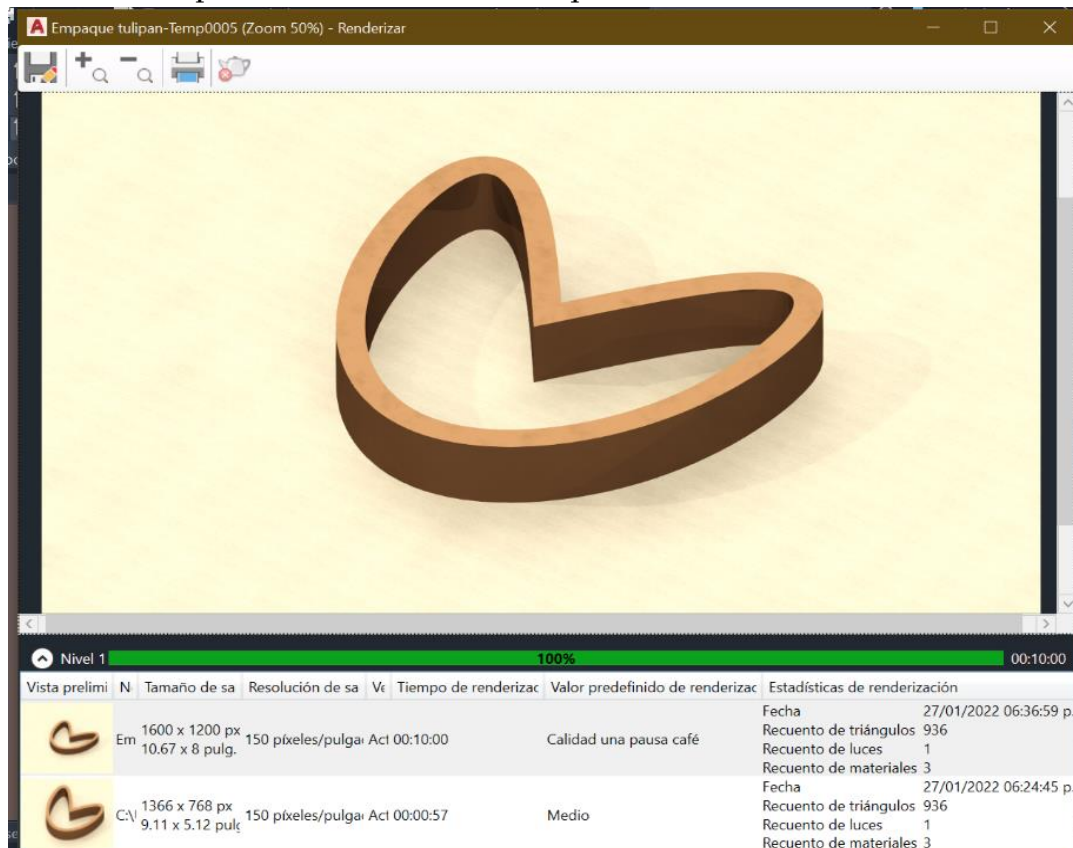 Empaque tulipan-Temp0005 (Zoom 50%) - Renderizar
Nivel 1 100% 00:10:00
Vista prelimi N Tamaño de sa Resolución de sa Ve Tiempo de renderizac Valor predefinido de renderizac Estadísticas de renderización
Em 1600 x 1200 px 150 píxeles/pulga Act 00:10:00 Calidad una pausa café Fecha 27/01/2022 06:36:59 p.
10.67 x 8 pulg. Recuento de triángulos 936
Recuento de luces 1
Recuento de materiales 3
C:\ 1366 x 768 px 150 píxeles/pulga Act 00:00:57 Medio Fecha 27/01/2022 06:24:45 p.
9.11 x 5.12 pulg Recuento de triángulos 936
Recuento de luces 1
Recuento de materiales 3